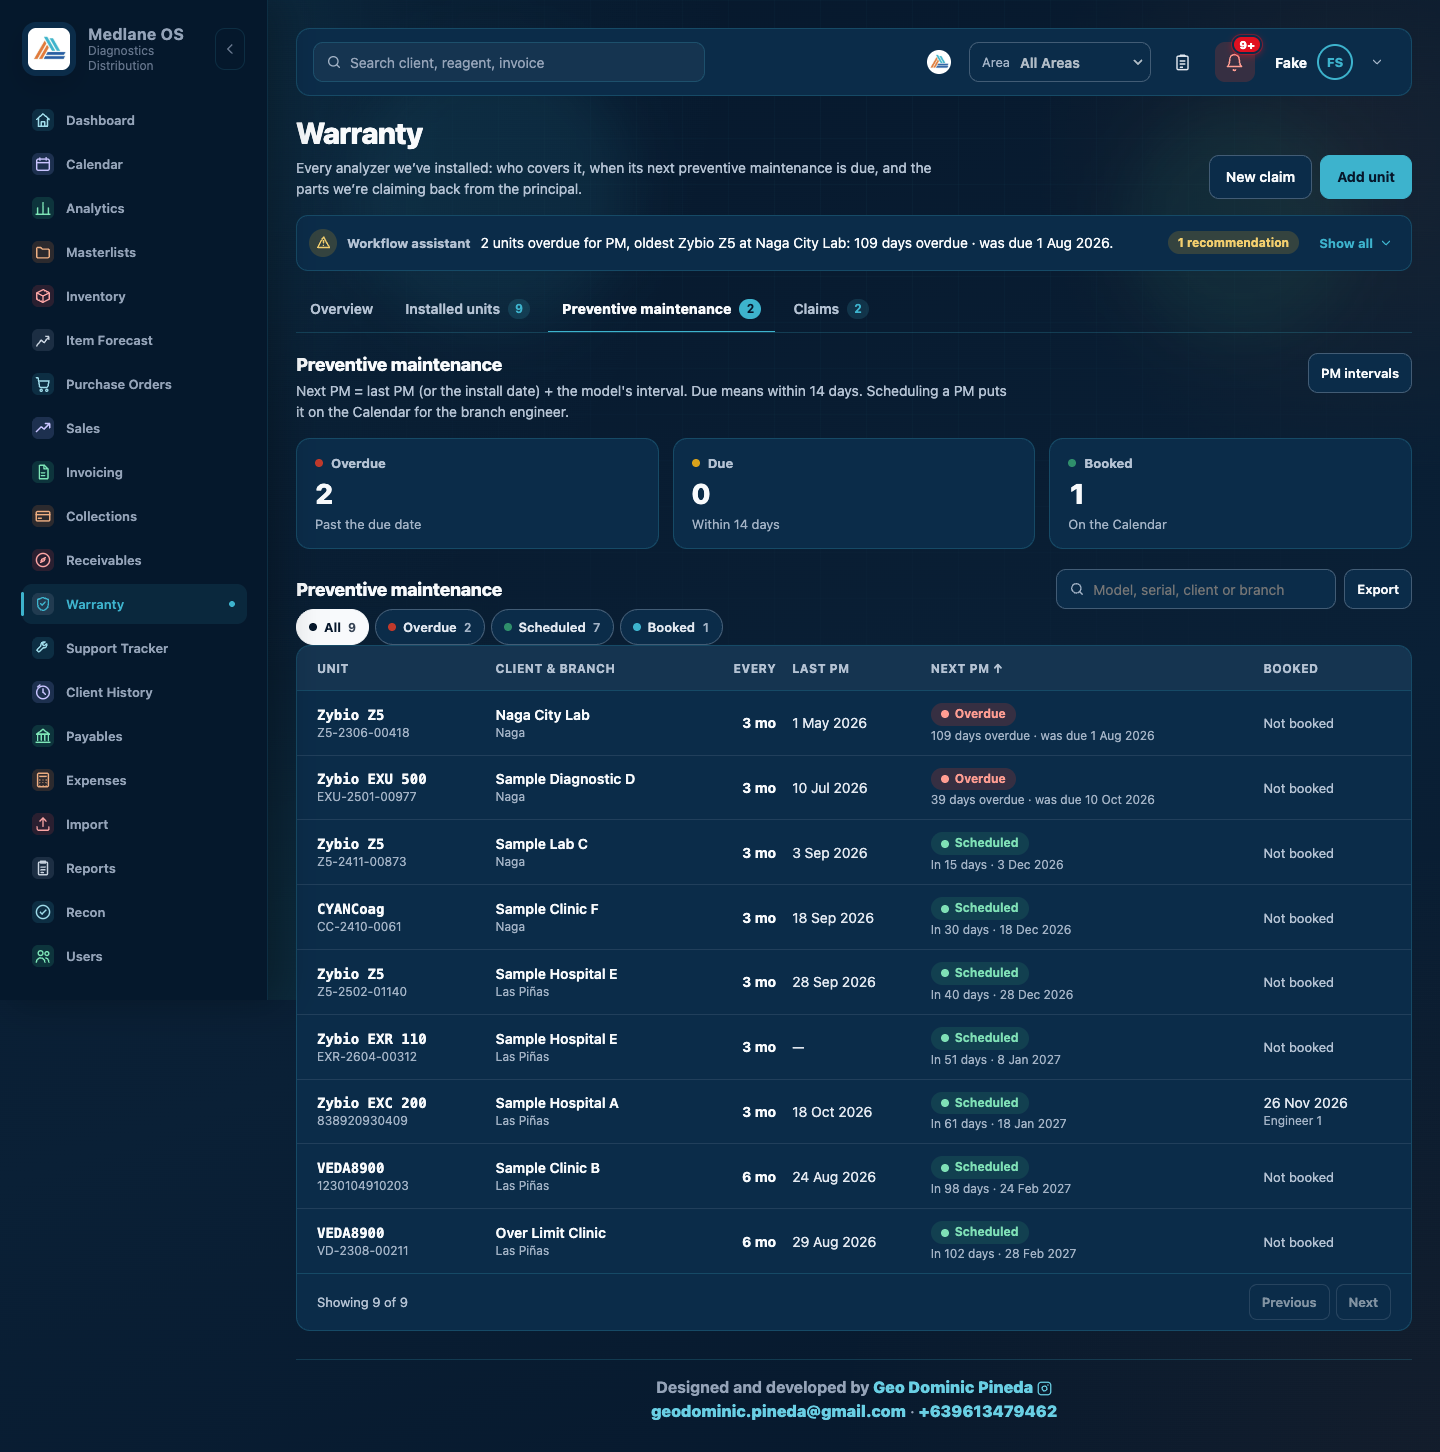 Medlane OS
Diagnostics
Distribution
Dashboard
Calendar
Analytics
Masterlists
Inventory
Item Forecast
Purchase Orders
Sales
Invoicing
Collections
Receivables
Warranty
Support Tracker
Client History
Payables
Expenses
Import
Reports
Recon
Users
Search client, reagent, invoice
Area All Areas
9+
Fake FS
Warranty
Every analyzer we’ve installed: who covers it, when its next preventive maintenance is due, and the
parts we’re claiming back from the principal.
New claim
Add unit
Workflow assistant 2 units overdue for PM, oldest Zybio Z5 at Naga City Lab: 109 days overdue · was due 1 Aug 2026.
1 recommendation
Show all
Overview Installed units 9 Preventive maintenance 2 Claims 2
Preventive maintenance
Next PM = last PM (or the install date) + the model's interval. Due means within 14 days. Scheduling a PM puts
it on the Calendar for the branch engineer.
PM intervals
Overdue
2
Past the due date
Due
0
Within 14 days
Booked
1
On the Calendar
Preventive maintenance
Model, serial, client or branch
Export
All 9 Overdue 2 Scheduled 7 Booked 1
UNIT CLIENT & BRANCH EVERY LAST PM NEXT PM ↑ BOOKED
Zybio Z5 Naga City Lab 3 mo 1 May 2026 Overdue Not booked
Z5-2306-00418 Naga 109 days overdue · was due 1 Aug 2026
Zybio EXU 500 Sample Diagnostic D 3 mo 10 Jul 2026 Overdue Not booked
EXU-2501-00977 Naga 39 days overdue · was due 10 Oct 2026
Zybio Z5 Sample Lab C 3 mo 3 Sep 2026 Scheduled Not booked
Z5-2411-00873 Naga In 15 days · 3 Dec 2026
CYANCoag Sample Clinic F 3 mo 18 Sep 2026 Scheduled Not booked
CC-2410-0061 Naga In 30 days · 18 Dec 2026
Zybio Z5 Sample Hospital E 3 mo 28 Sep 2026 Scheduled Not booked
Z5-2502-01140 Las Piñas In 40 days · 28 Dec 2026
Zybio EXR 110 Sample Hospital E 3 mo — Scheduled Not booked
EXR-2604-00312 Las Piñas In 51 days · 8 Jan 2027
Zybio EXC 200 Sample Hospital A 3 mo 18 Oct 2026 Scheduled 26 Nov 2026
838920930409 Las Piñas In 61 days · 18 Jan 2027 Engineer 1
VEDA8900 Sample Clinic B 6 mo 24 Aug 2026 Scheduled Not booked
1230104910203 Las Piñas In 98 days · 24 Feb 2027
VEDA8900 Over Limit Clinic 6 mo 29 Aug 2026 Scheduled Not booked
VD-2308-00211 Las Piñas In 102 days · 28 Feb 2027
Showing 9 of 9
Previous
Next
Designed and developed by Geo Dominic Pineda
geodominic.pineda@gmail.com · +639613479462